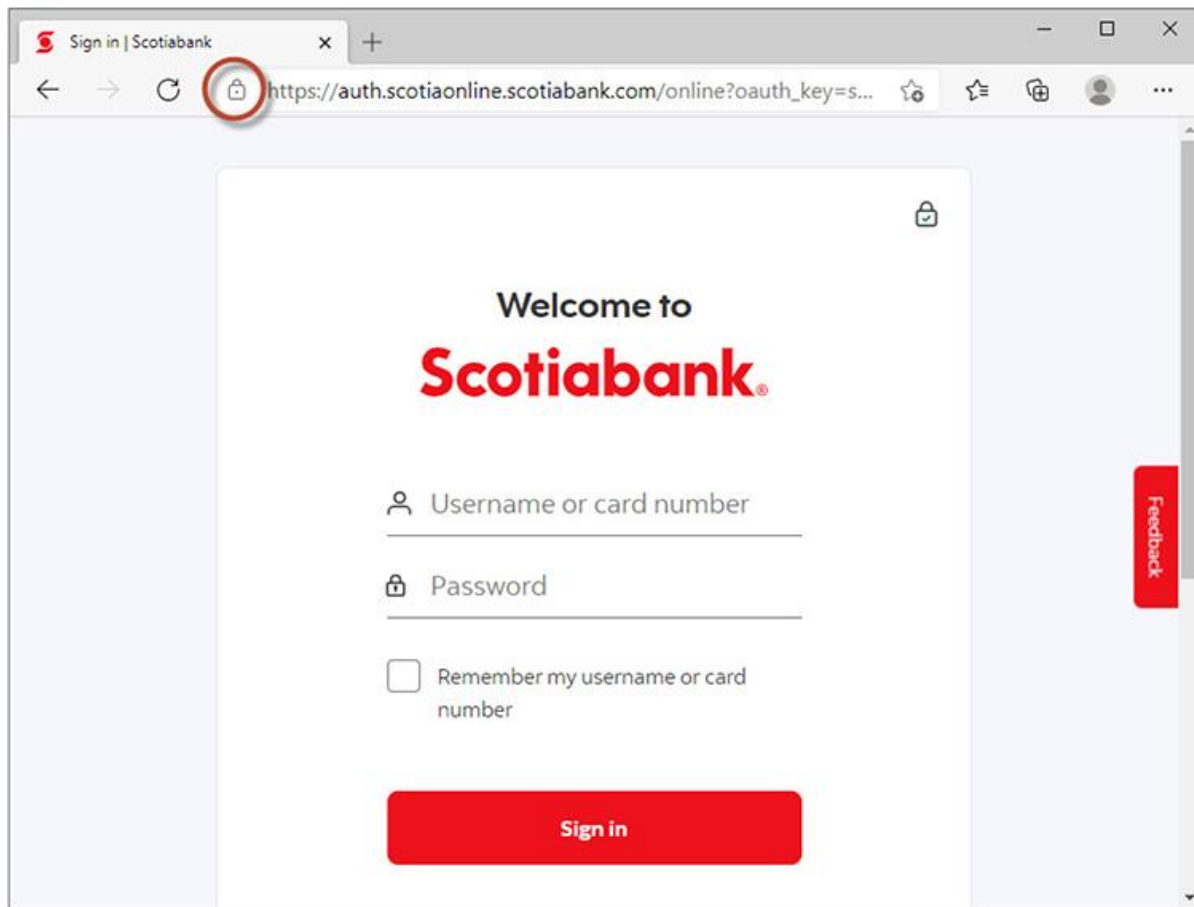 Sign in | Scotiabank
https://auth.scotiaonline.scotiabank.com/online?oauth_key=s...
Welcome to
Scotiabank®
Username or card number
Password
Remember my username or card
number
Sign in
Feedback